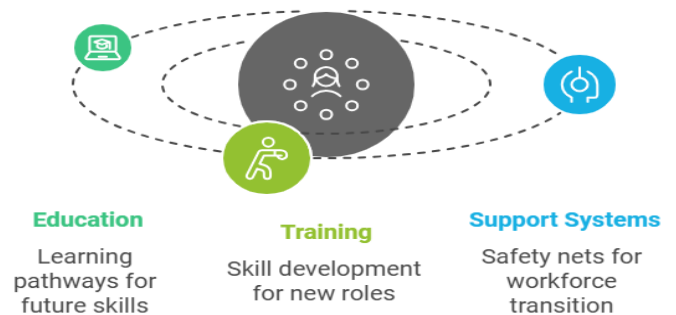 Education
Learning
pathways for
future skills
Training
Skill development
for new roles
Support Systems
Safety nets for
workforce
transition